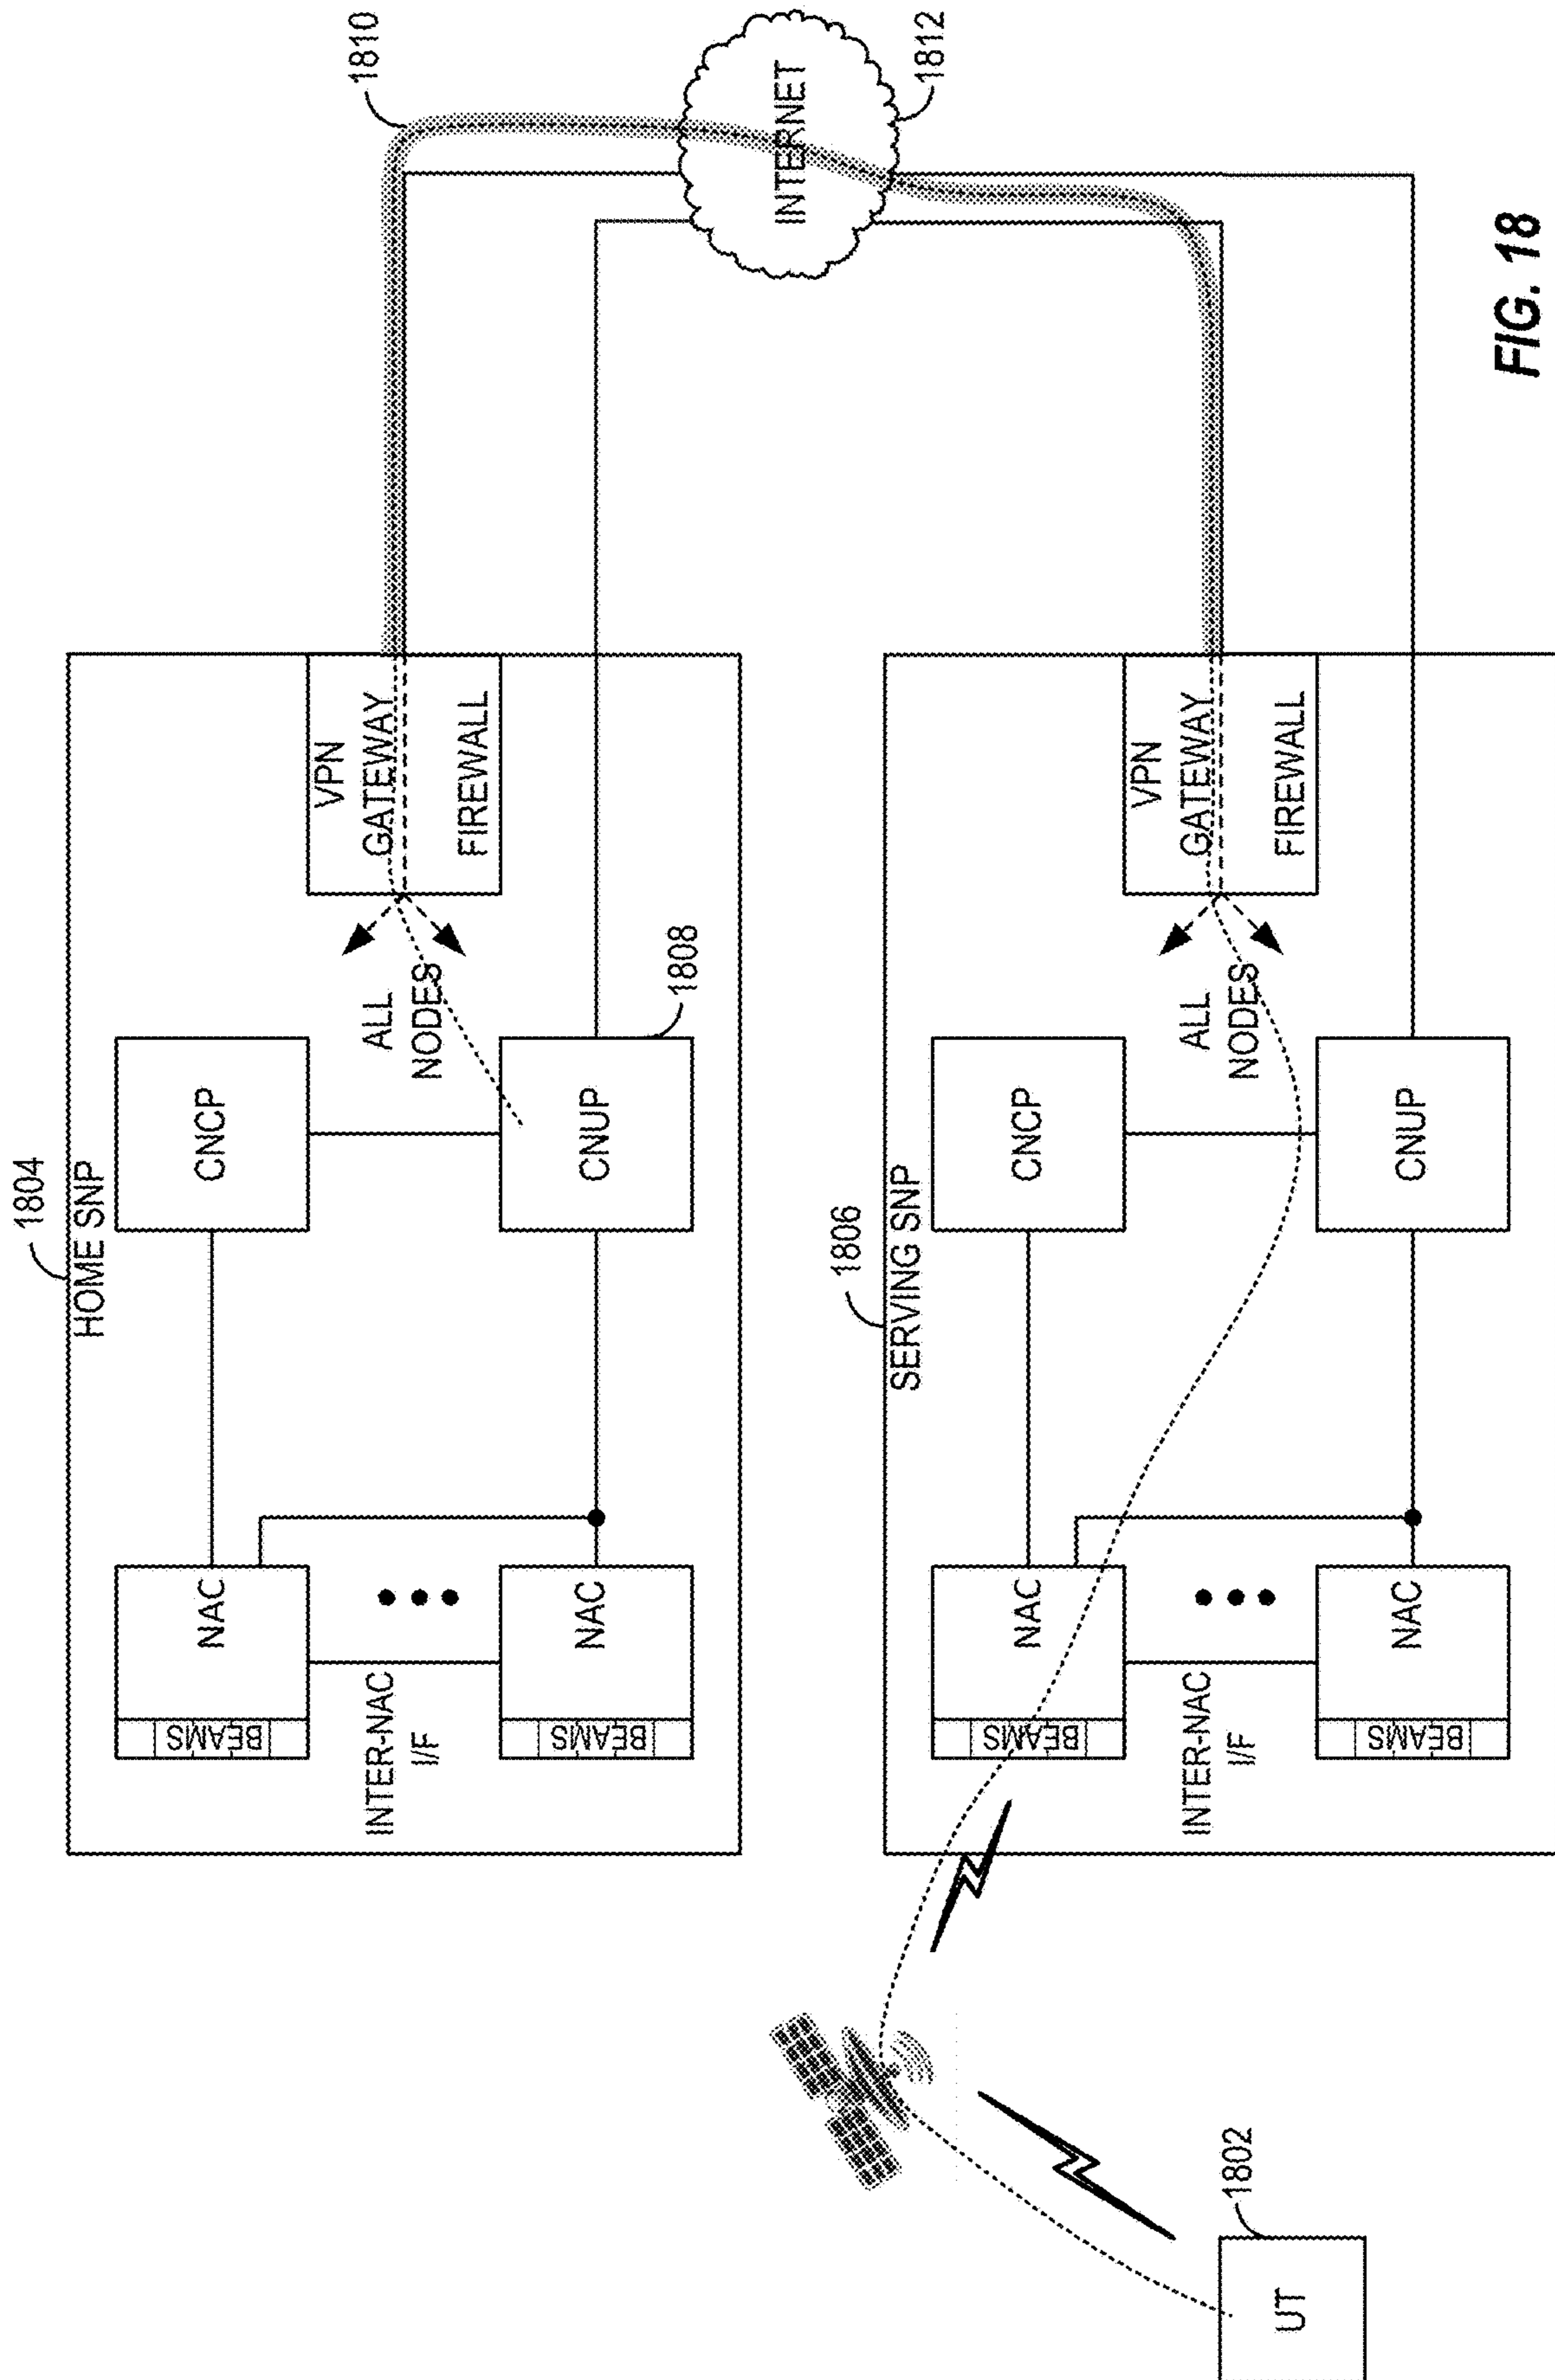 1804
HOME SNP
NAC
BEAMS
INTER-NAC
I/F
NAC
BEAMS
CNCP
CNUP
1808
ALL
NODES
VPN
GATEWAY
FIREWALL
1810
INTERNET
1812
1806
SERVING SNP
NAC
BEAMS
INTER-NAC
I/F
NAC
BEAMS
CNCP
CNUP
ALL
NODES
VPN
GATEWAY
FIREWALL
1802
UT
FIG. 18